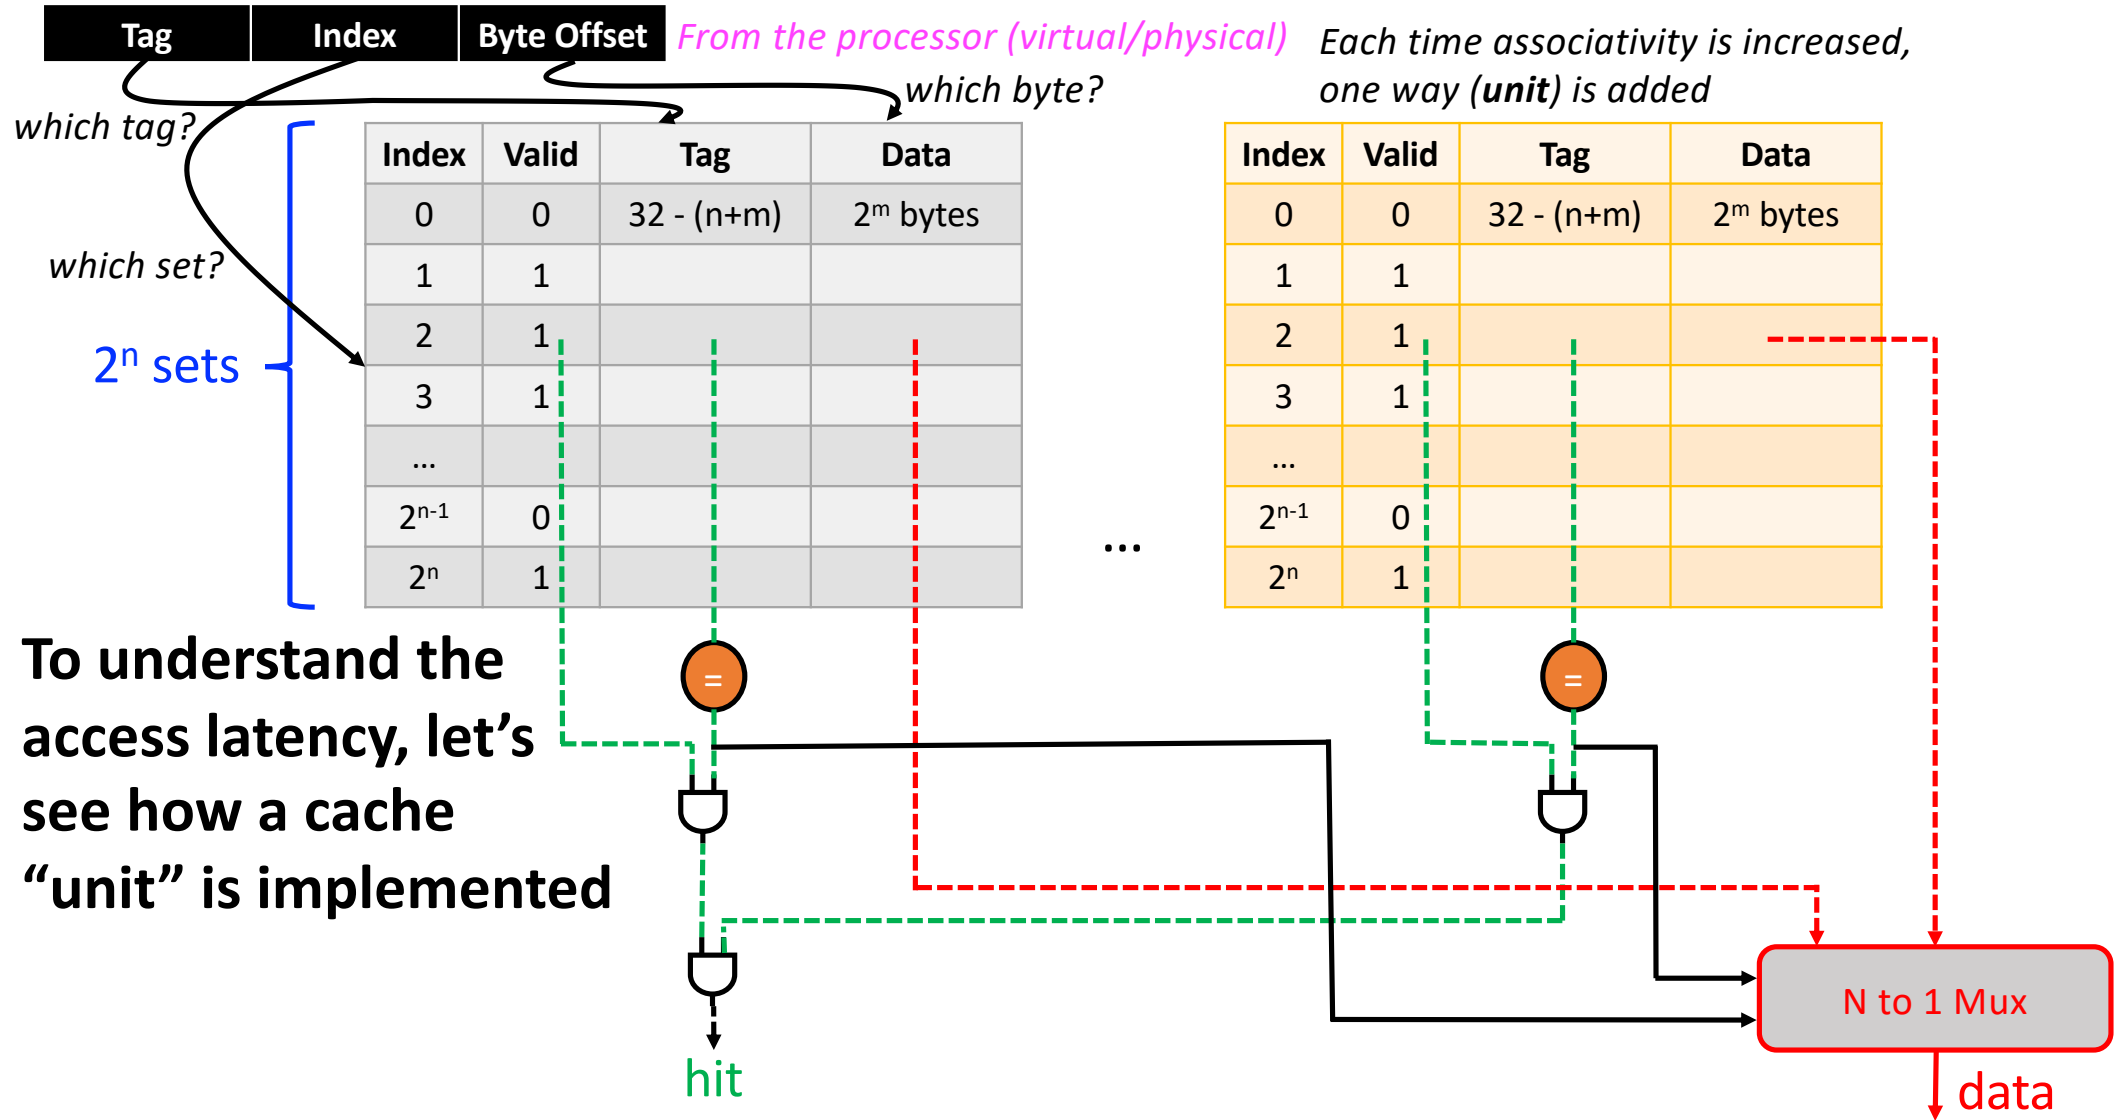 Tag Index Byte Offset From the processor (virtual/physical)
Each time associativity is increased,
one way (unit) is added
which byte?
which tag?
which set?
2ⁿ sets
Index Valid Tag Data
0 0 32 - (n+m) 2ᵐ bytes
1 1
2 1
3 1
...
2ⁿ⁻¹ 0
2ⁿ 1
...
Index Valid Tag Data
0 0 32 - (n+m) 2ᵐ bytes
1 1
2 1
3 1
...
2ⁿ⁻¹ 0
2ⁿ 1
= =
To understand the
access latency, let’s
see how a cache
“unit” is implemented
N to 1 Mux
hit
data